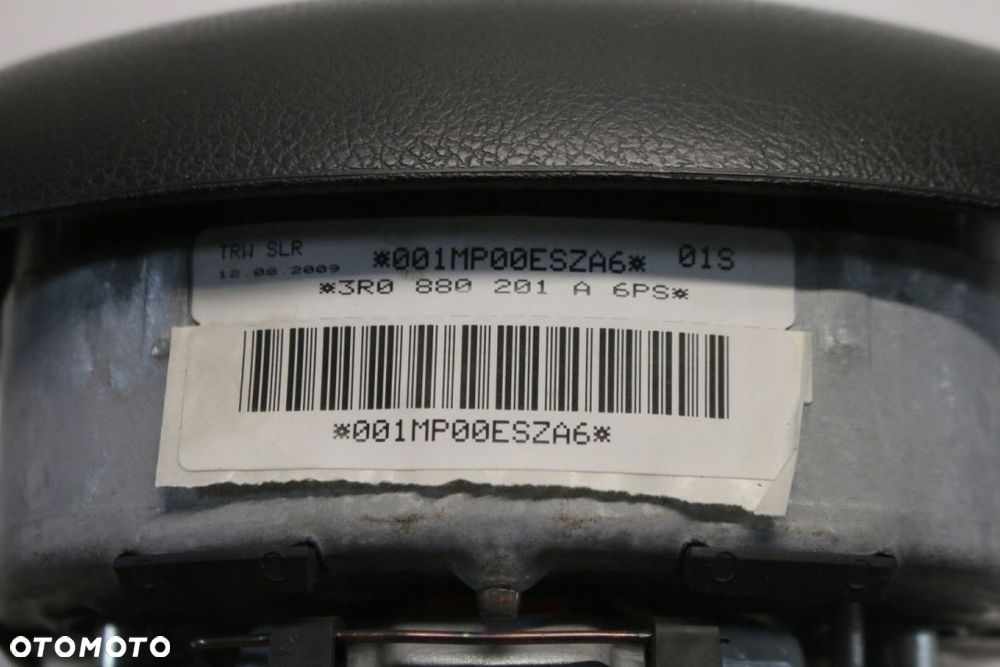 TRW SLR *001MP00ESZA6* 01S
12.08.2009
*3R0 880 201 A 6PS*
*001MP00ESZA6*
OTOMOTO